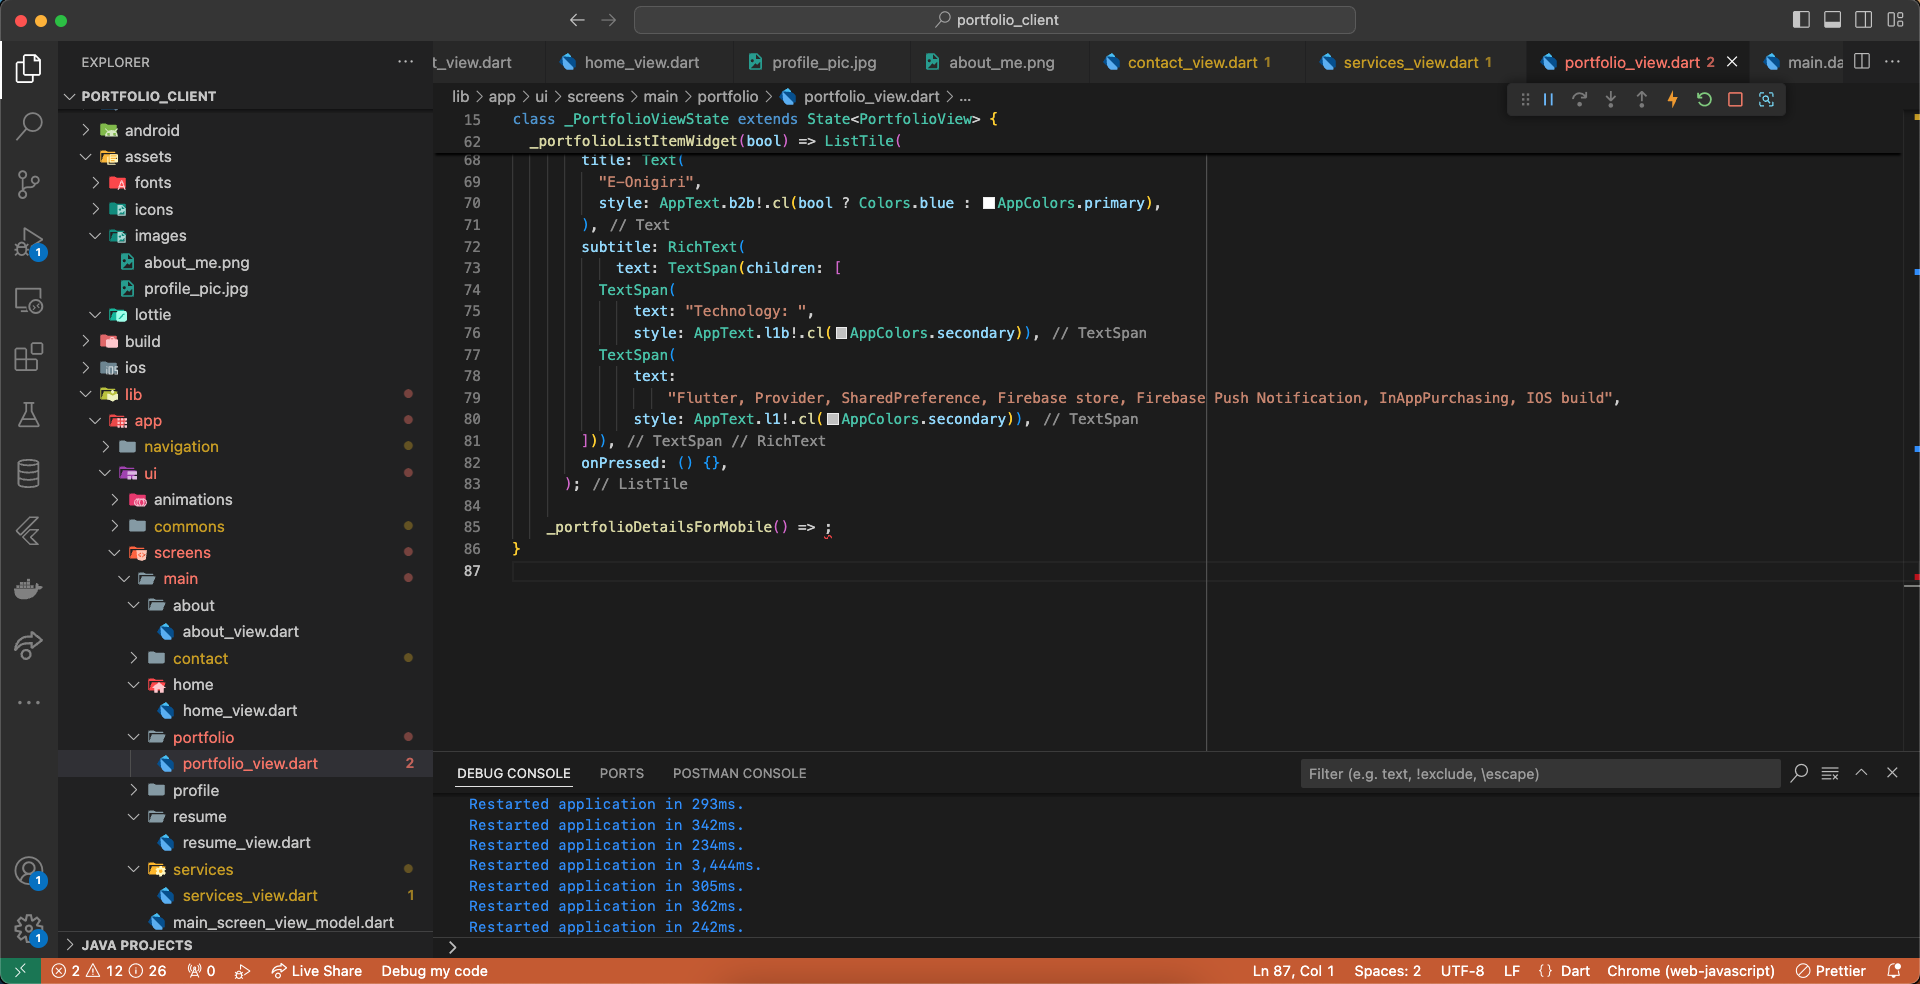 portfolio_client
EXPLORER
PORTFOLIO_CLIENT
android
assets
fonts
icons
images
about_me.png
profile_pic.jpg
lottie
build
ios
lib
app
navigation
ui
animations
commons
screens
main
about
about_view.dart
contact
home
home_view.dart
portfolio
portfolio_view.dart 2
profile
resume
resume_view.dart
services
services_view.dart 1
main_screen_view_model.dart
JAVA PROJECTS
1
1
1
t_view.dart home_view.dart profile_pic.jpg about_me.png contact_view.dart 1 services_view.dart 1 portfolio_view.dart 2 main.da
lib > app > ui > screens > main > portfolio > portfolio_view.dart > ...
15 class _PortfolioViewState extends State<PortfolioView> {
62 _portfolioListItemWidget(bool) => ListTile(
68 title: Text(
69 "E-Onigiri",
70 style: AppText.b2b!.cl(bool ? Colors.blue : AppColors.primary),
71 ), // Text
72 subtitle: RichText(
73 text: TextSpan(children: [
74 TextSpan(
75 text: "Technology: ",
76 style: AppText.l1b!.cl(AppColors.secondary)), // TextSpan
77 TextSpan(
78 text:
79 "Flutter, Provider, SharedPreference, Firebase store, Firebase Push Notification, InAppPurchasing, IOS build",
80 style: AppText.l1!.cl(AppColors.secondary)), // TextSpan
81 ])), // TextSpan // RichText
82 onPressed: () {},
83 ); // ListTile
84
85 _portfolioDetailsForMobile() => ;
86 }
87
DEBUG CONSOLE PORTS POSTMAN CONSOLE Filter (e.g. text, !exclude, \escape)
Restarted application in 293ms.
Restarted application in 342ms.
Restarted application in 234ms.
Restarted application in 3,444ms.
Restarted application in 305ms.
Restarted application in 362ms.
Restarted application in 242ms.
>
2 12 26 0 Live Share Debug my code Ln 87, Col 1 Spaces: 2 UTF-8 LF {} Dart Chrome (web-javascript) Prettier